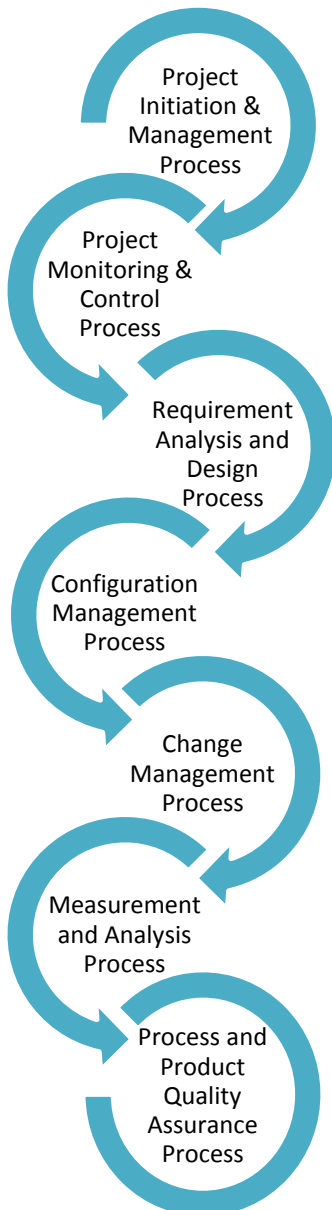 Project
Initiation &
Management
Process
Project
Monitoring &
Control
Process
Requirement
Analysis and
Design
Process
Configuration
Management
Process
Change
Management
Process
Measurement
and Analysis
Process
Process and
Product
Quality
Assurance
Process